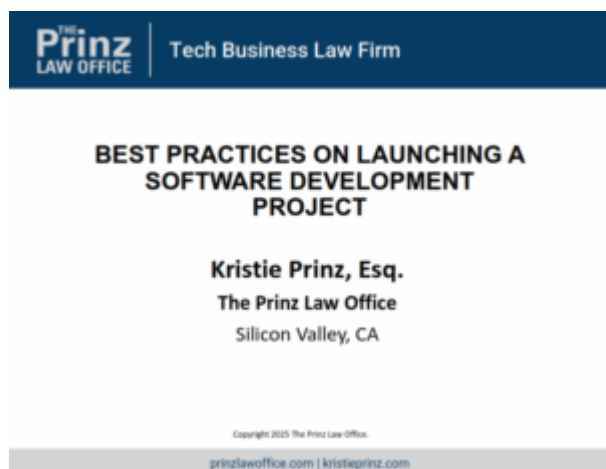 THE
Prinz
LAW OFFICE
Tech Business Law Firm
BEST PRACTICES ON LAUNCHING A
SOFTWARE DEVELOPMENT
PROJECT
Kristie Prinz, Esq.
The Prinz Law Office
Silicon Valley, CA
Copyright 2025 The Prinz Law Office.
prinzlawoffice.com | kristieprinz.com